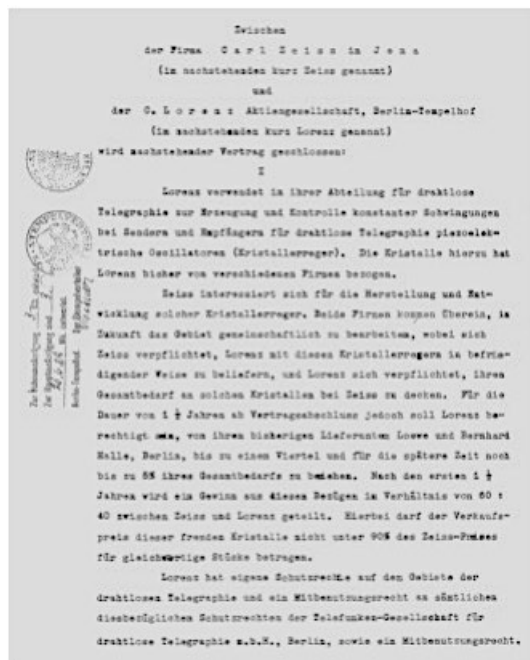 Zwischen
der Firma Carl Zeiss in Jena
(im nachstehenden kurz Zeiss genannt)
und
der C. Lorenz Aktiengesellschaft, Berlin-Tempelhof
(im nachstehenden kurz Lorenz genannt)
wird nachstehender Vertrag geschlossen:
I
Lorenz verwendet in ihrer Abteilung für drahtlose
Telegraphie zur Erzeugung und Kontrolle konstanter Schwingungen
bei Sendern und Empfängern für drahtlose Telegraphie piezoelek-
trische Oscillatoren (Kristallerreger). Die Kristalle hierzu hat
Lorenz bisher von verschiedenen Firmen bezogen.
Zeiss interessiert sich für die Herstellung und Ent-
wicklung solcher Kristallerreger. Beide Firmen kommen überein, in
Zukunft das Gebiet gemeinschaftlich zu bearbeiten, wobei sich
Zeiss verpflichtet, Lorenz mit diesen Kristallerregern in befrie-
digender Weise zu beliefern, und Lorenz sich verpflichtet, ihren
Gesamtbedarf an solchen Kristallen bei Zeiss zu decken. Für die
Dauer von 1 ½ Jahren ab Vertragsabschluss jedoch soll Lorenz be-
rechtigt sein, von ihren bisherigen Lieferanten Loewe und Bernhard
Halle, Berlin, bis zu einem Viertel und für die spätere Zeit noch
bis zu 5% ihres Gesamtbedarfs zu beziehen. Nach den ersten 1 ½
Jahren wird ein Gewinn aus diesen Bezügen im Verhältnis von 60 :
40 zwischen Zeiss und Lorenz geteilt. Hierbei darf der Verkaufs-
preis dieser fremden Kristalle nicht unter 90% des Zeiss-Preises
für gleichwertige Stücke betragen.
Lorenz hat eigene Schutzrechte auf dem Gebiete der
drahtlosen Telegraphie und ein Mitbenutzungsrecht an sämtlichen
diesbezüglichen Schutzrechten der Telefunken-Gesellschaft für
drahtlose Telegraphie m.b.H., Berlin, sowie ein Mitbenutzungsrecht.